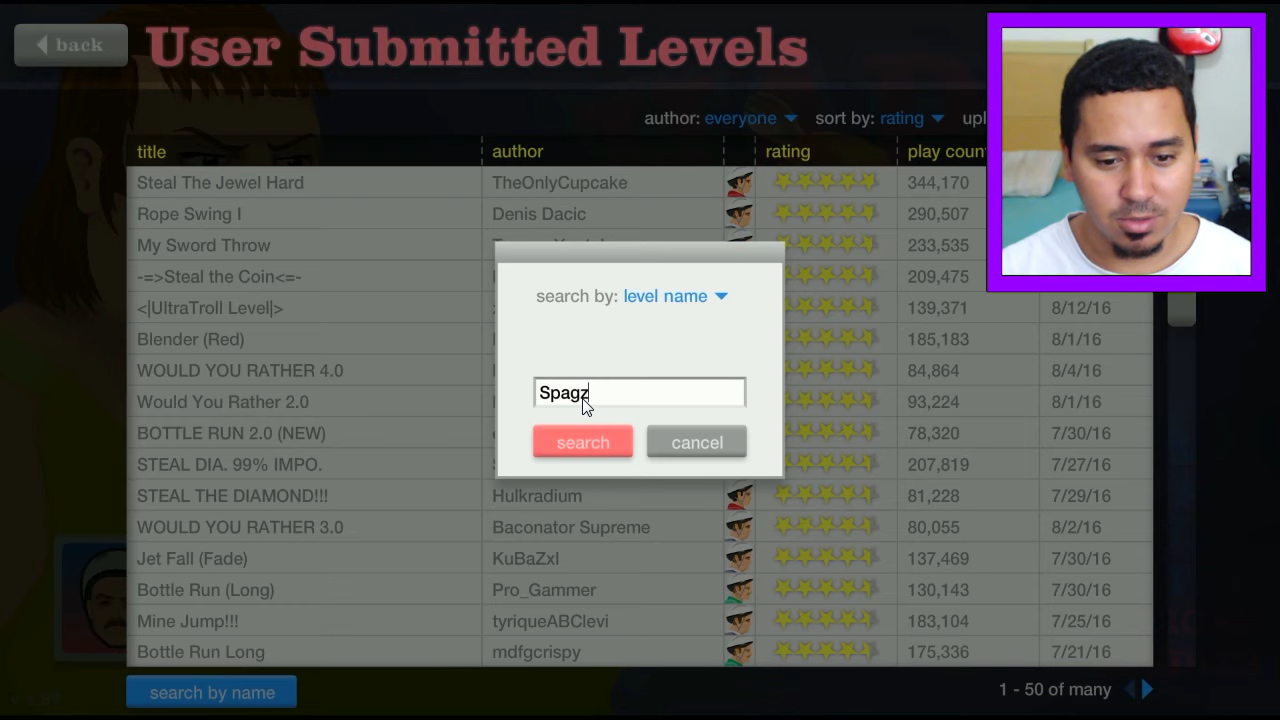 back
User Submitted Levels
author: everyone sort by: rating upl
title author rating play coun
Steal The Jewel Hard TheOnlyCupcake 344,170
Rope Swing I Denis Dacic 290,507
My Sword Throw 233,535
-=>Steal the Coin<=- 209,475
<|UltraTroll Level|> 139,371 8/12/16
Blender (Red) 185,183 8/1/16
WOULD YOU RATHER 4.0 84,864 8/4/16
Would You Rather 2.0 93,224 8/1/16
BOTTLE RUN 2.0 (NEW) 78,320 7/30/16
STEAL DIA. 99% IMPO. 207,819 7/27/16
STEAL THE DIAMOND!!! Hulkradium 81,228 7/29/16
WOULD YOU RATHER 3.0 Baconator Supreme 80,055 8/2/16
Jet Fall (Fade) KuBaZxl 137,469 7/30/16
Bottle Run (Long) Pro_Gammer 130,143 7/30/16
Mine Jump!!! tyriqueABClevi 183,104 7/25/16
Bottle Run Long mdfgcrispy 175,336 7/21/16
search by: level name
Spagz
search cancel
search by name 1 - 50 of many